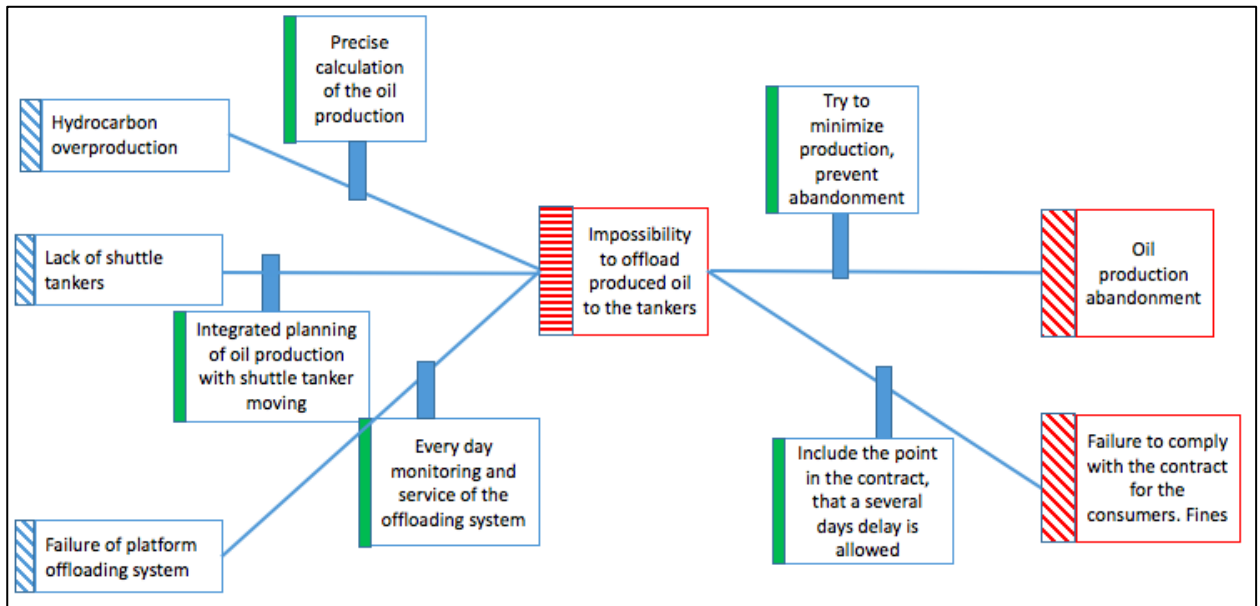 Precise
calculation
of the oil
production
Hydrocarbon
overproduction
Try to
minimize
production,
prevent
abandonment
Lack of shuttle
tankers
Impossibility
to offload
produced oil
to the tankers
Oil
production
abandonment
Integrated planning
of oil production
with shuttle tanker
moving
Every day
monitoring and
service of the
offloading system
Include the point
in the contract,
that a several
days delay is
allowed
Failure to comply
with the contract
for the
consumers. Fines
Failure of platform
offloading system